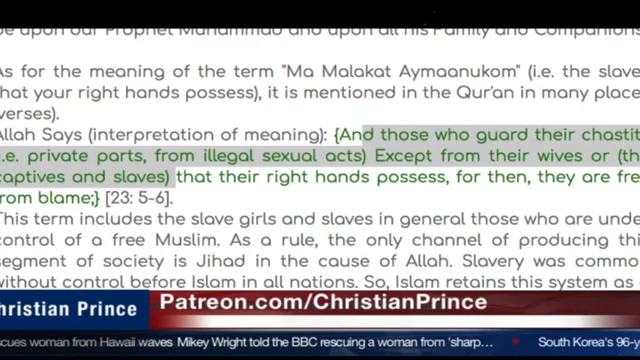 be upon our Prophet Muhammad and upon all his Family and Companions
As for the meaning of the term "Ma Malakat Aymaanukom" (i.e. the slave
that your right hands possess), it is mentioned in the Qur'an in many place
verses).
Allah Says (interpretation of meaning): {And those who guard their chastit
i.e. private parts, from illegal sexual acts) Except from their wives or (th
captives and slaves) that their right hands possess, for then, they are fre
from blame;} [23: 5-6].
This term includes the slave girls and slaves in general those who are unde
control of a free Muslim. As a rule, the only channel of producing thi
segment of society is Jihad in the cause of Allah. Slavery was commo
without control before Islam in all nations. So, Islam retains this system as
Christian Prince
Patreon.com/ChristianPrince
scues woman from Hawaii waves Mikey Wright told the BBC rescuing a woman from 'sharp... South Korea's 96-y